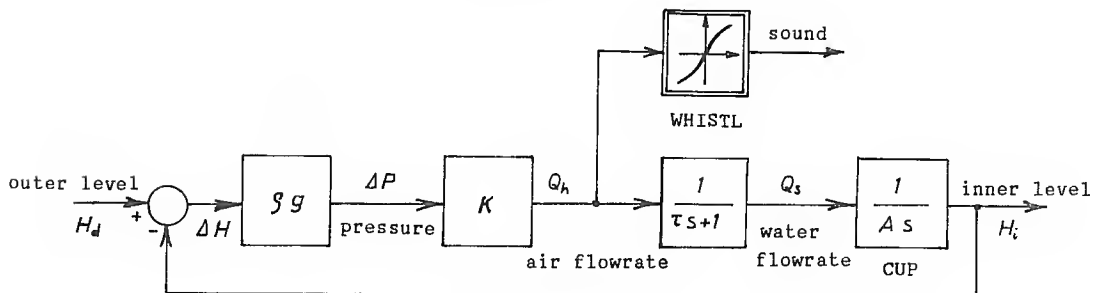 sound
WHISTL
outer level
H_d
+
-
ΔH
ρg
ΔP
pressure
K
Q_h
air flowrate
1
τs+1
Q_s
water
flowrate
1
As
CUP
inner level
H_i